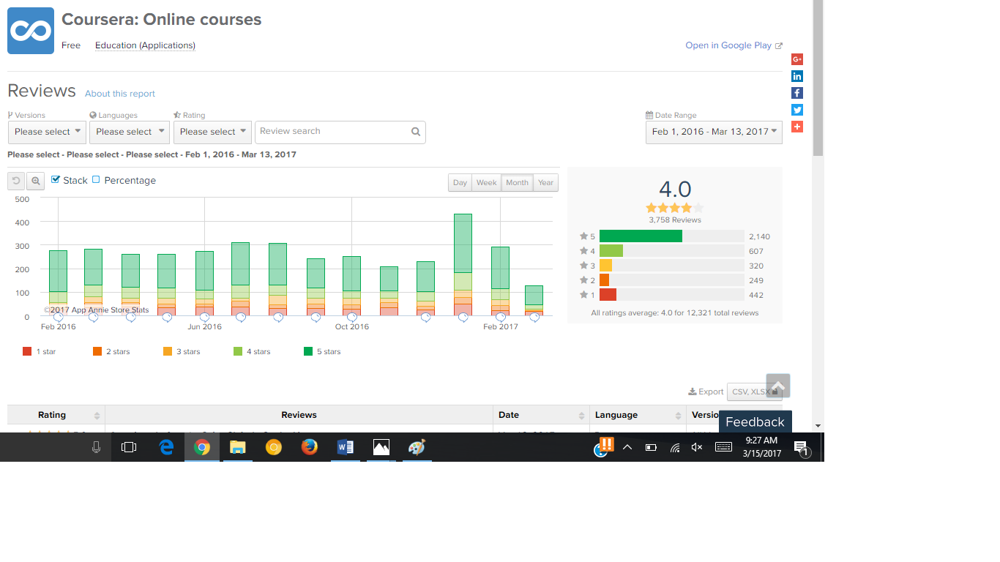 Coursera: Online courses
Free Education (Applications) Open in Google Play
G+
in
f
Reviews About this report
Versions Languages Rating Date Range
Please select Please select Please select Review search Feb 1, 2016 - Mar 13, 2017
Please select - Please select - Please select - Feb 1, 2016 - Mar 13, 2017
Stack Percentage Day Week Month Year
500
400
300
200
100
0
©2017 App Annie Store Stats
Feb 2016 Jun 2016 Oct 2016 Feb 2017
1 star 2 stars 3 stars 4 stars 5 stars
4.0
3,758 Reviews
5 2,140
4 607
3 320
2 249
1 442
All ratings average: 4.0 for 12,321 total reviews
Export CSV, XLSX
Rating Reviews Date Language Versio
Feedback
9:27 AM
3/15/2017
1